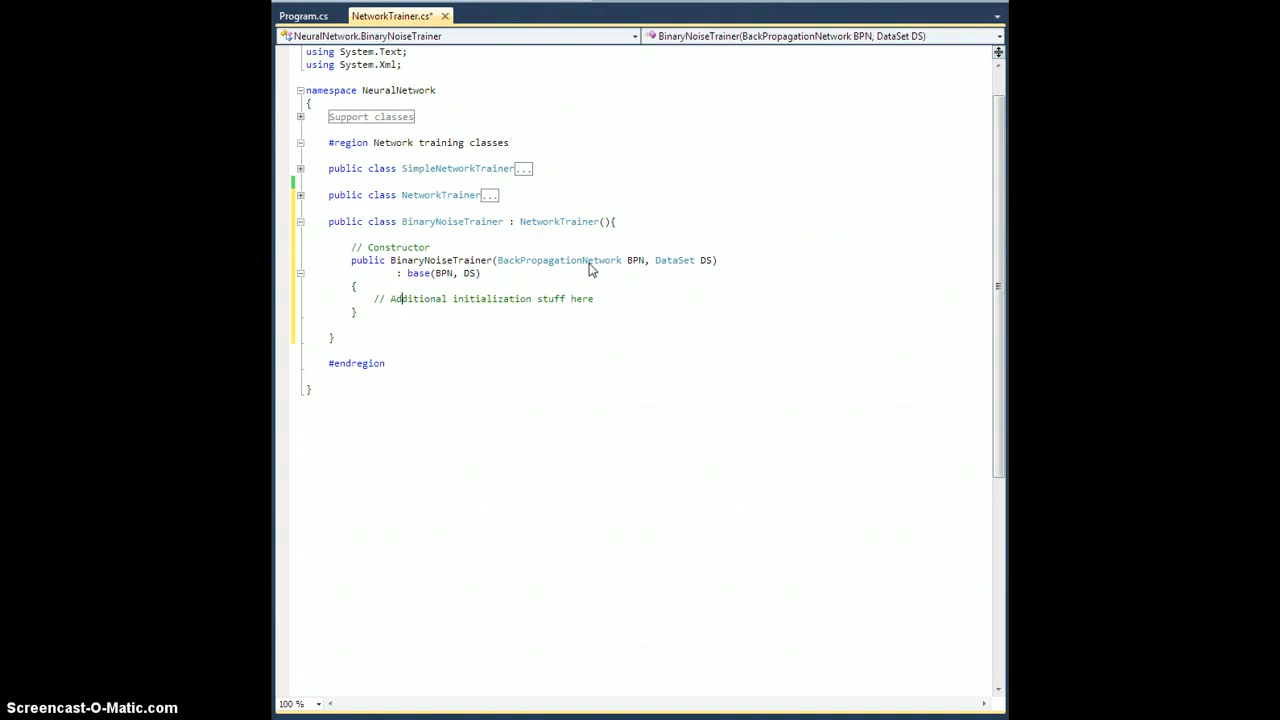 Program.cs NetworkTrainer.cs*
NeuralNetwork.BinaryNoiseTrainer BinaryNoiseTrainer(BackPropagationNetwork BPN, DataSet DS)
using System.Text;
using System.Xml;
namespace NeuralNetwork
{
Support classes
#region Network training classes
public class SimpleNetworkTrainer...
public class NetworkTrainer...
public class BinaryNoiseTrainer : NetworkTrainer(){
// Constructor
public BinaryNoiseTrainer(BackPropagationNetwork BPN, DataSet DS)
: base(BPN, DS)
{
// Additional initialization stuff here
}
}
#endregion
}
100 %
Screencast-O-Matic.com